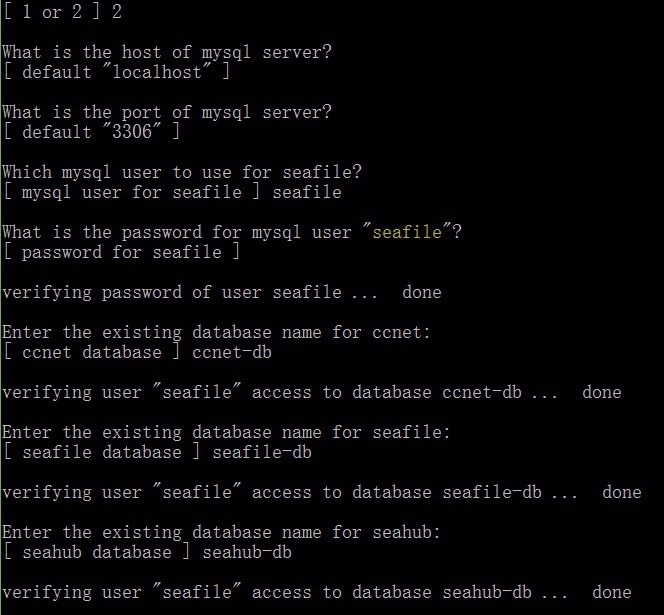 [ 1 or 2 ] 2
What is the host of mysql server?
[ default "localhost" ]
What is the port of mysql server?
[ default "3306" ]
Which mysql user to use for seafile?
[ mysql user for seafile ] seafile
What is the password for mysql user "seafile"?
[ password for seafile ]
verifying password of user seafile ...  done
Enter the existing database name for ccnet:
[ ccnet database ] ccnet-db
verifying user "seafile" access to database ccnet-db ...  done
Enter the existing database name for seafile:
[ seafile database ] seafile-db
verifying user "seafile" access to database seafile-db ...  done
Enter the existing database name for seahub:
[ seahub database ] seahub-db
verifying user "seafile" access to database seahub-db ...  done